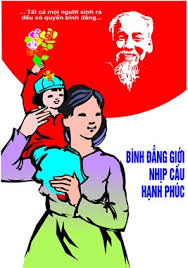 ... Tất cả mọi người sinh ra
đều có quyền bình đẳng...
BÌNH ĐẲNG GIỚI
NHỊP CẦU
HẠNH PHÚC